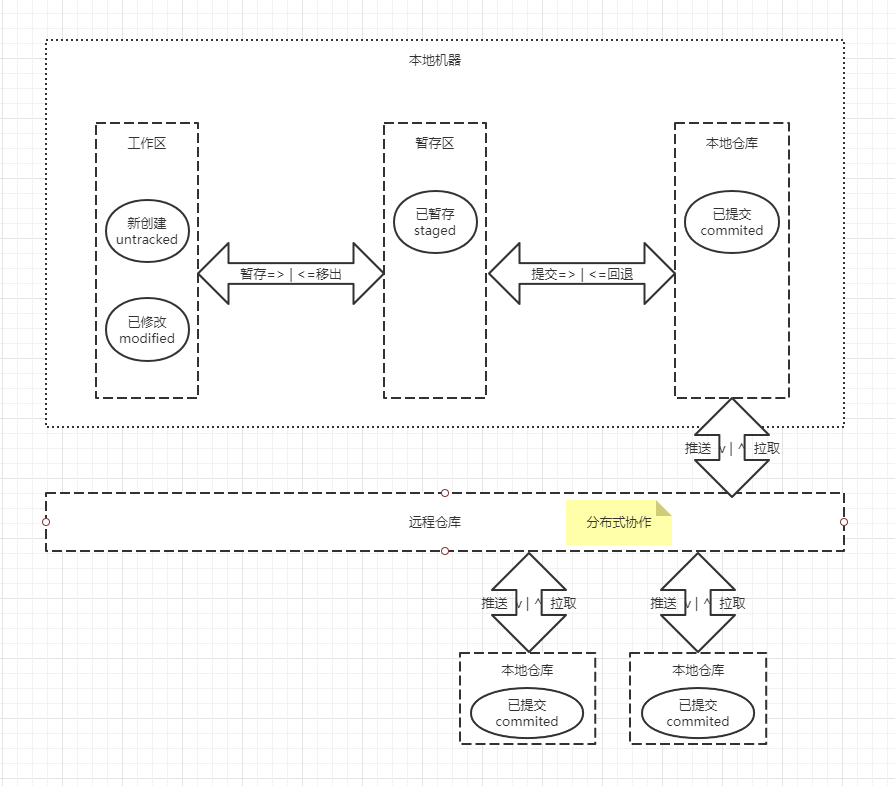 本地机器
工作区
暂存区
本地仓库
新创建
untracked
已暂存
staged
已提交
commited
暂存=> | <=移出
提交=> | <=回退
已修改
modified
推送 v | ^ 拉取
远程仓库
分布式协作
推送 v | ^ 拉取
推送 v | ^ 拉取
本地仓库
本地仓库
已提交
commited
已提交
commited